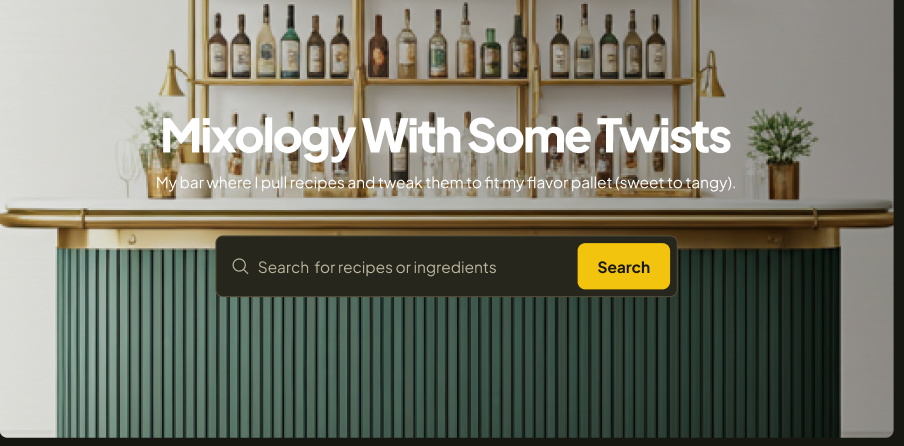 Mixology With Some Twists
My bar where I pull recipes and tweak them to fit my flavor pallet (sweet to tangy).
Search for recipes or ingredients
Search